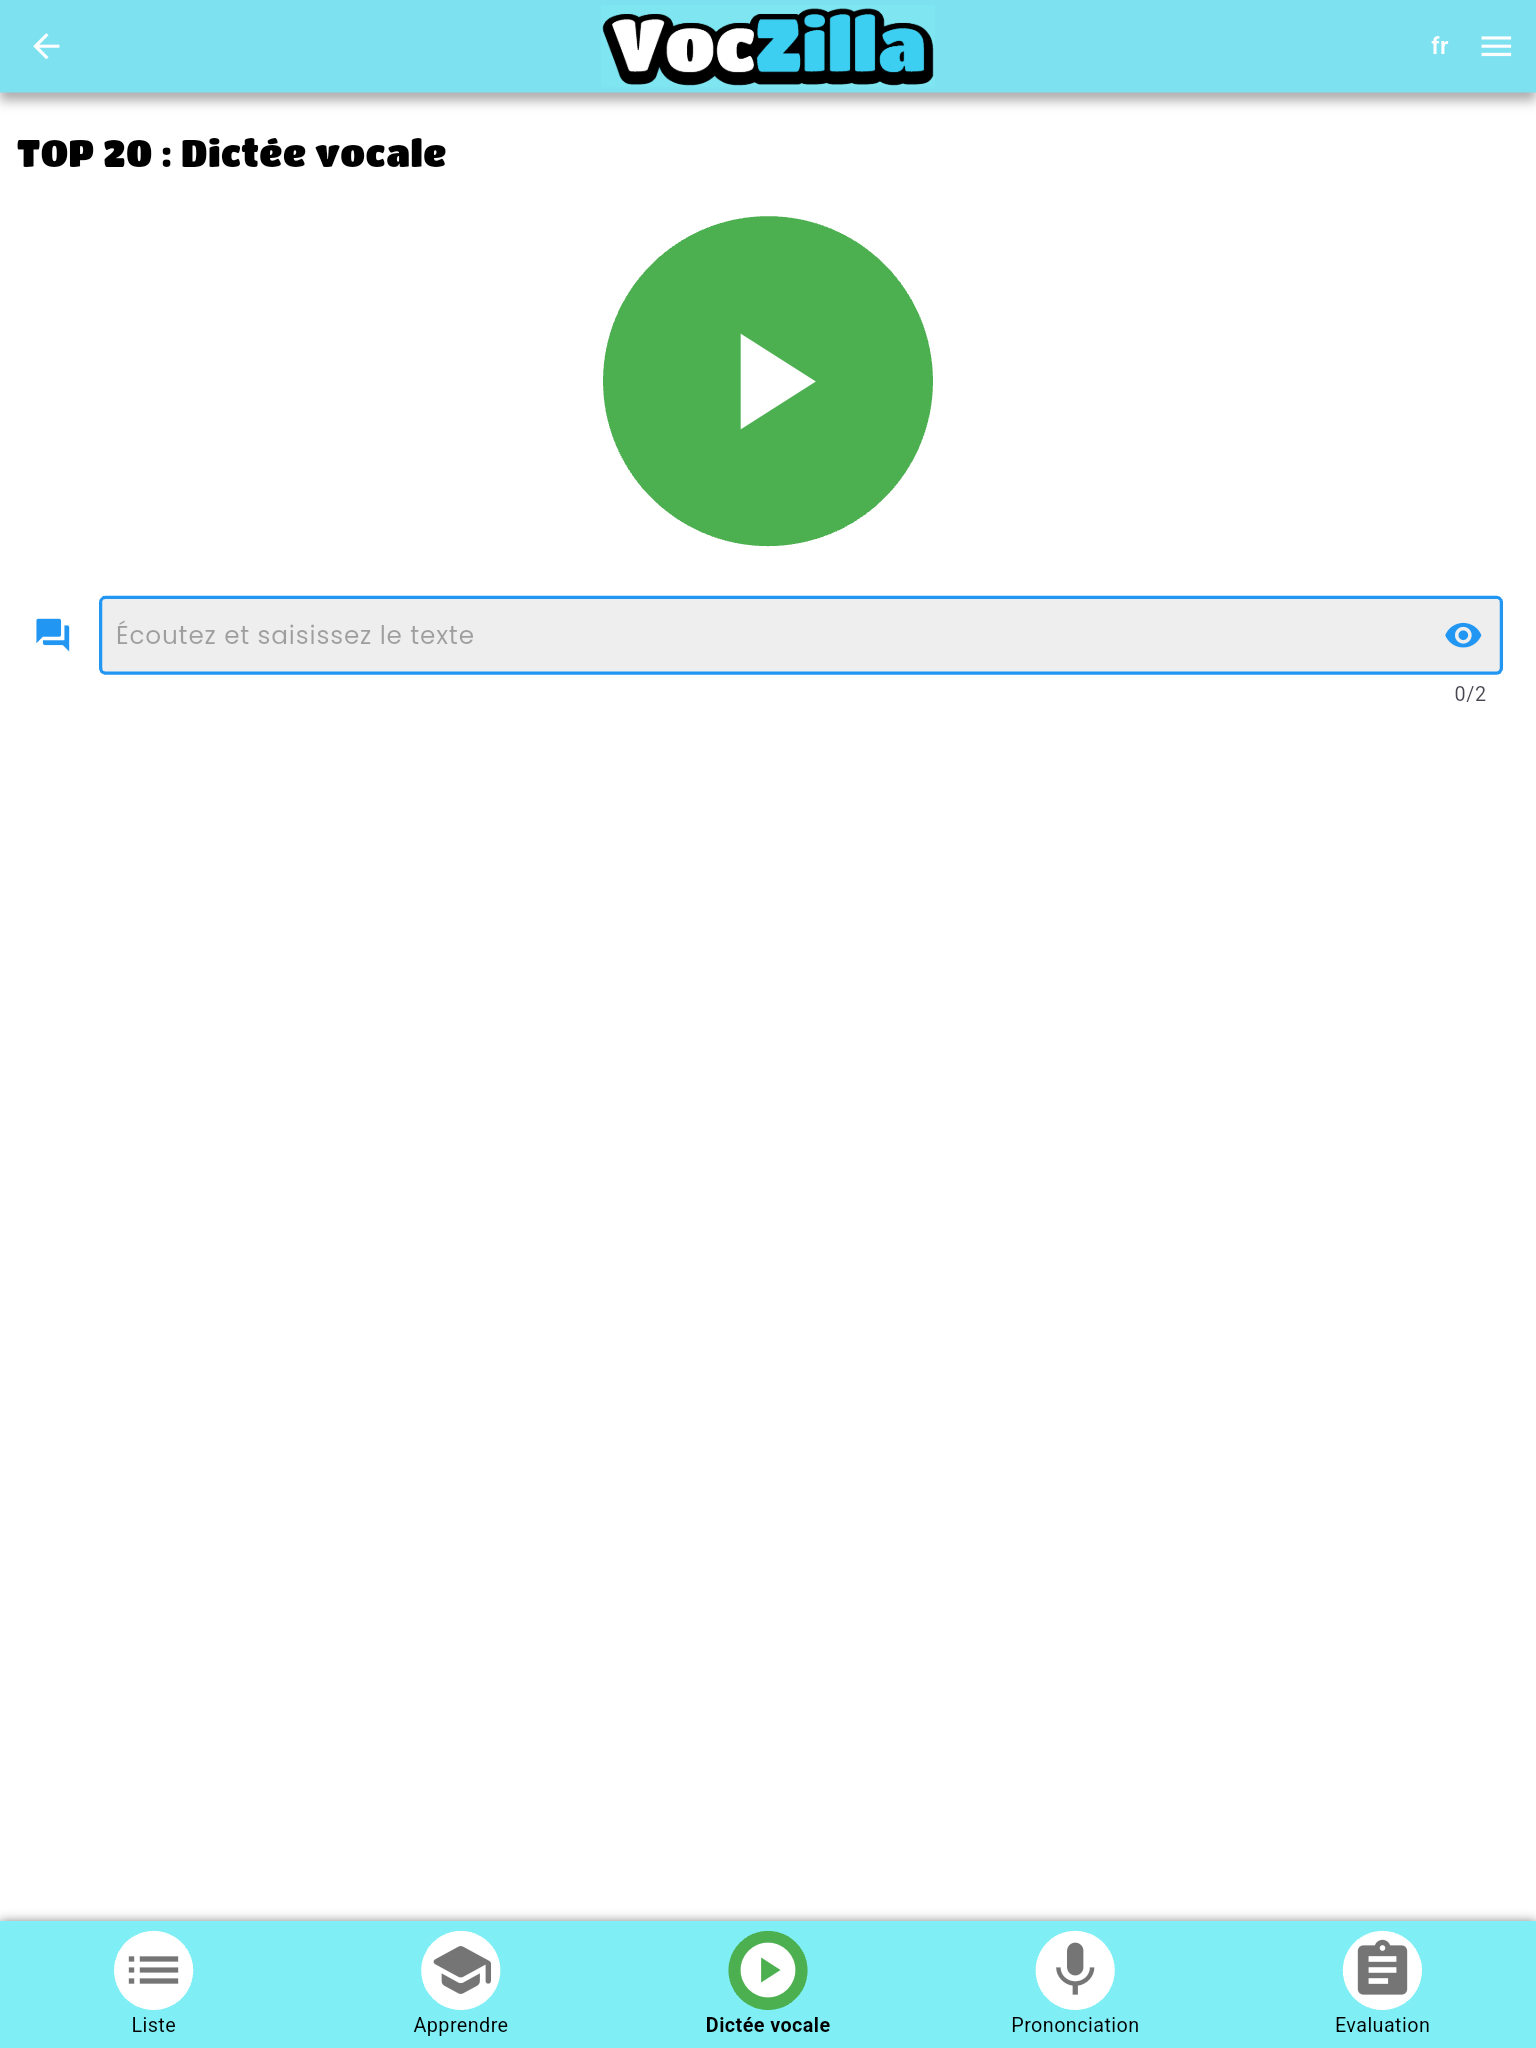 VocZilla
fr
TOP 20 : Dictée vocale
Écoutez et saisissez le texte
0/2
Liste
Apprendre
Dictée vocale
Prononciation
Evaluation